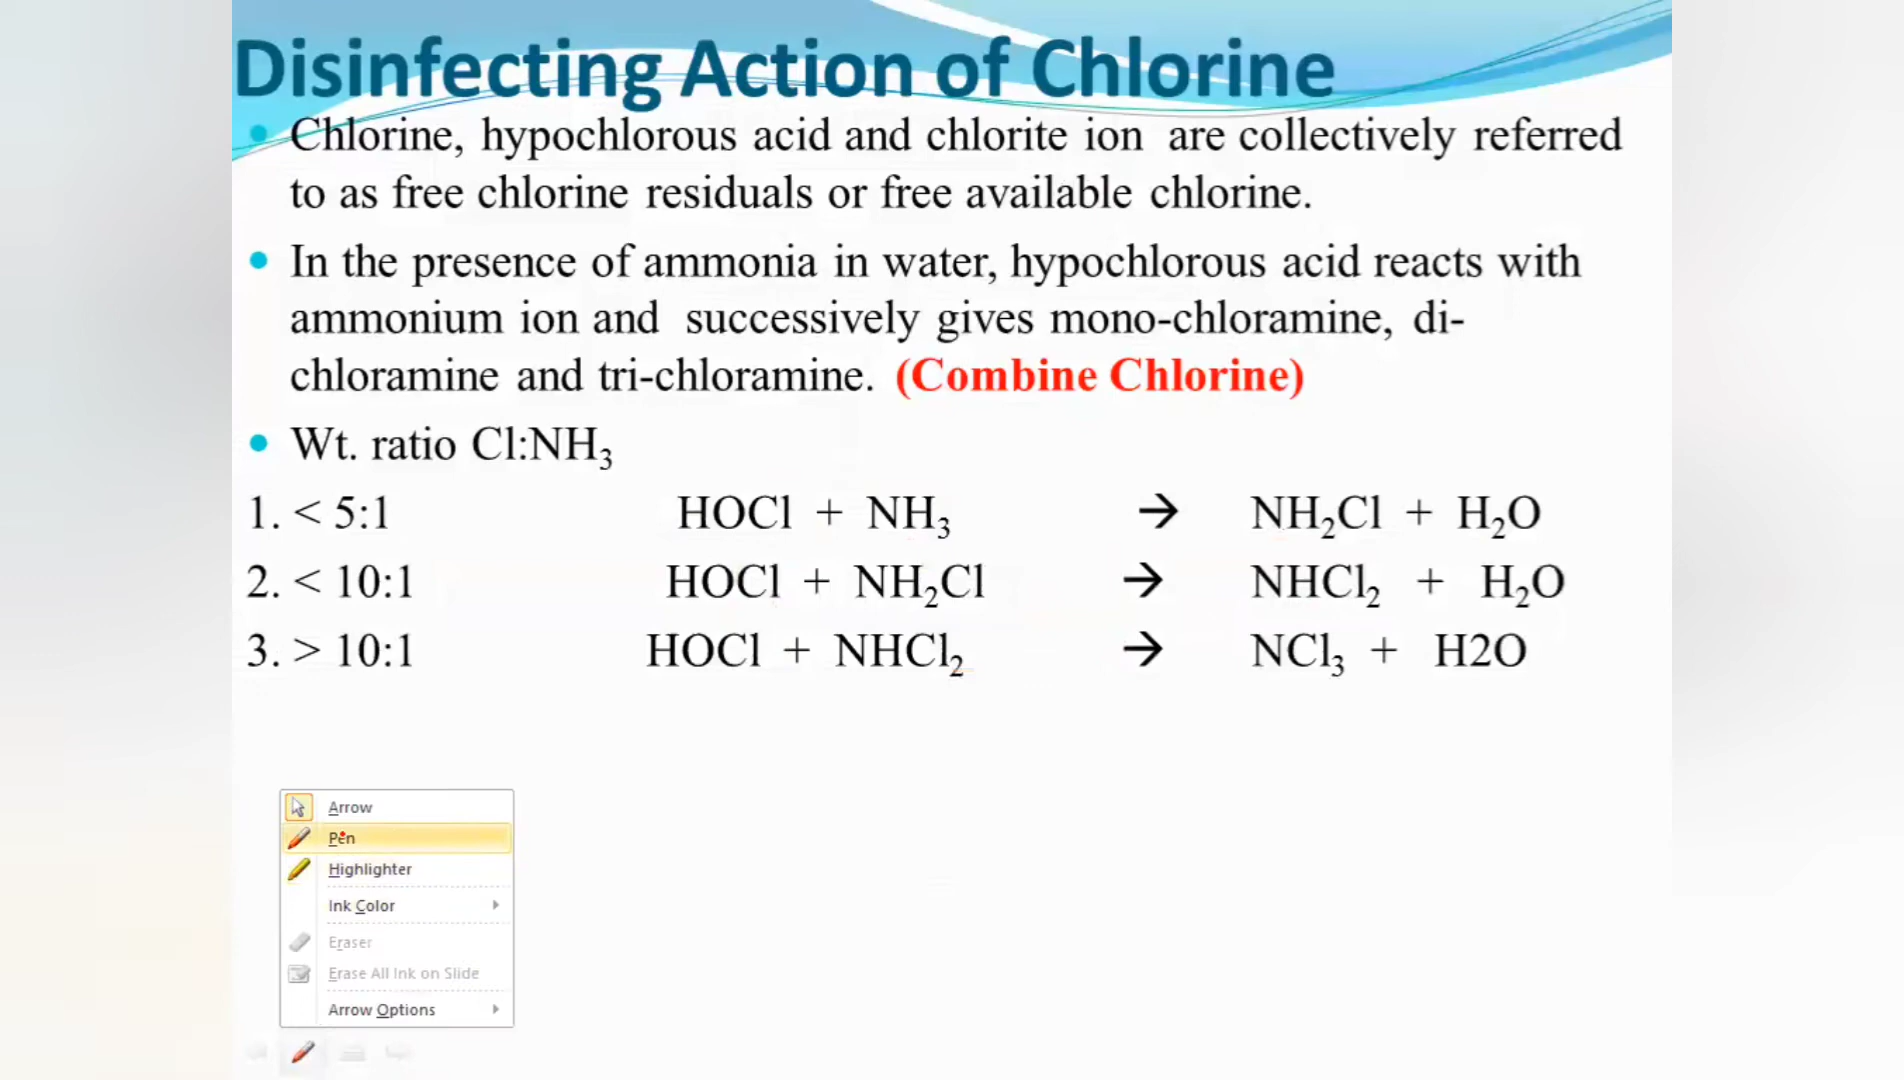 Disinfecting Action of Chlorine
• Chlorine, hypochlorous acid and chlorite ion are collectively referred
to as free chlorine residuals or free available chlorine.
• In the presence of ammonia in water, hypochlorous acid reacts with
ammonium ion and successively gives mono-chloramine, di-
chloramine and tri-chloramine. (Combine Chlorine)
• Wt. ratio Cl:NH₃
1. < 5:1 HOCl + NH₃ → NH₂Cl + H₂O
2. < 10:1 HOCl + NH₂Cl → NHCl₂ + H₂O
3. > 10:1 HOCl + NHCl₂ → NCl₃ + H2O
Arrow
Pen
Highlighter
Ink Color
Eraser
Erase All Ink on Slide
Arrow Options